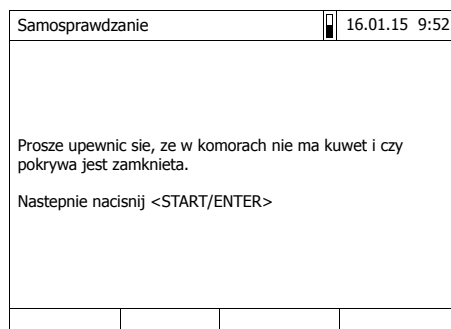 Samosprawdzanie 16.01.15 9:52
Prosze upewnic sie, ze w komorach nie ma kuwet i czy
pokrywa jest zamknieta.
Nastepnie nacisnij <START/ENTER>